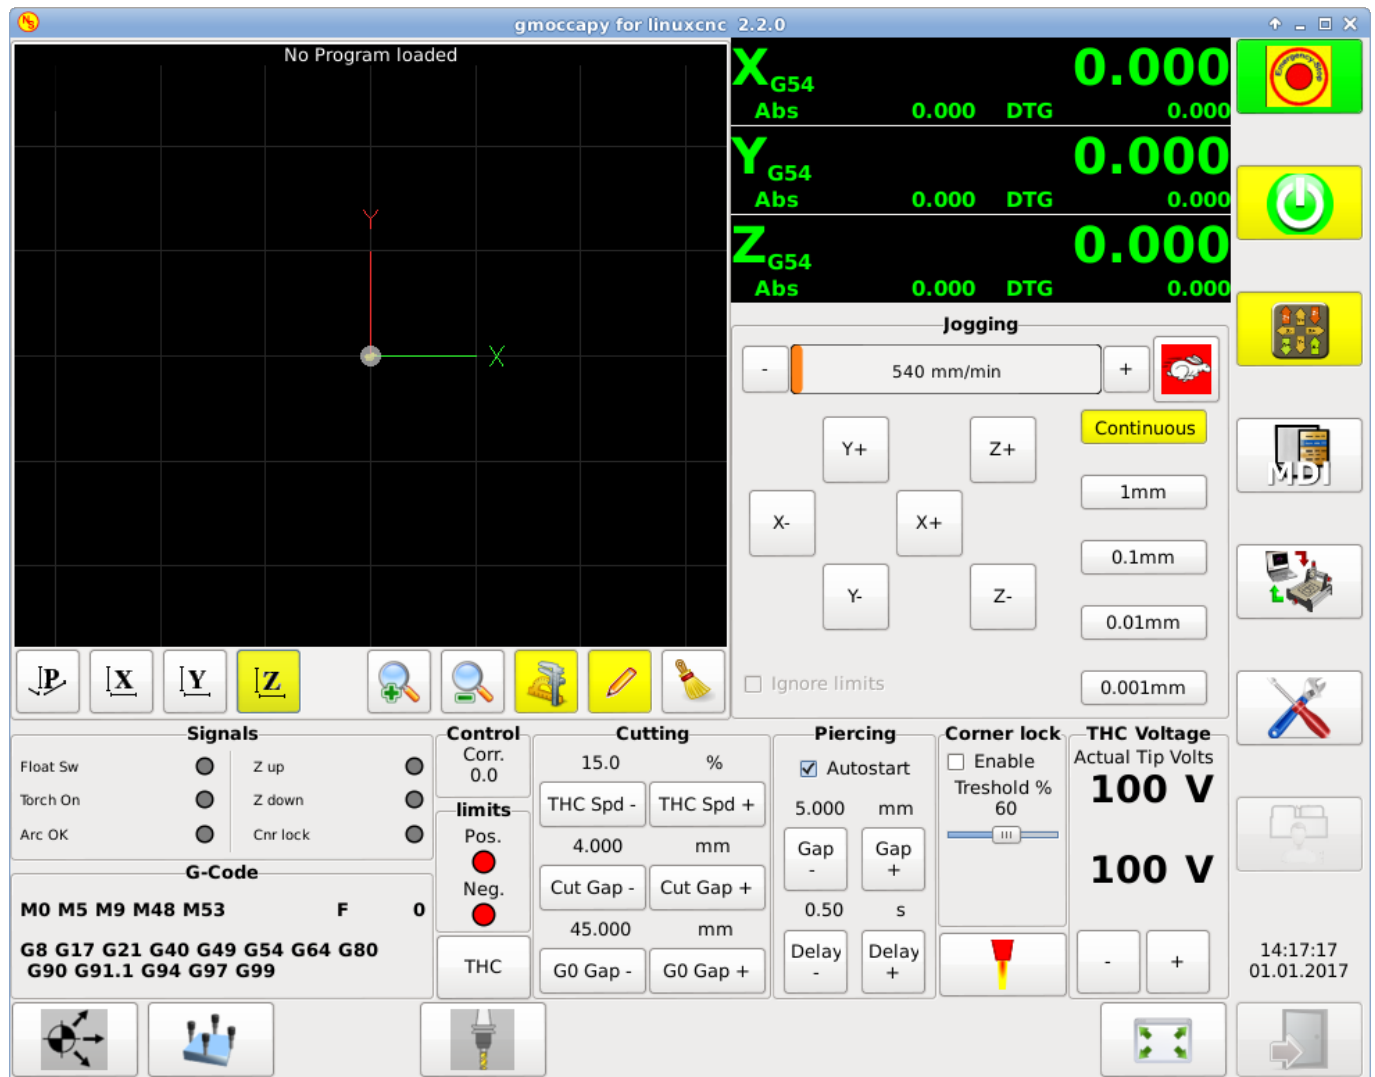 gmoccapy for linuxcnc 2.2.0
No Program loaded
Y
X
X G54 0.000
Abs 0.000 DTG 0.000
Y G54 0.000
Abs 0.000 DTG 0.000
Z G54 0.000
Abs 0.000 DTG 0.000
Emergency-Stop
Jogging
- 540 mm/min +
Continuous
Y+ Z+
1mm
X- X+
0.1mm
Y- Z-
0.01mm
Ignore limits
0.001mm
MDI
P X Y Z
Signals
Float Sw Z up
Torch On Z down
Arc OK Cnr lock
G-Code
M0 M5 M9 M48 M53 F 0
G8 G17 G21 G40 G49 G54 G64 G80
G90 G91.1 G94 G97 G99
Control
Corr.
0.0
limits
Pos.
Neg.
THC
Cutting
15.0 %
THC Spd - THC Spd +
4.000 mm
Cut Gap - Cut Gap +
45.000 mm
G0 Gap - G0 Gap +
Piercing
Autostart
5.000 mm
Gap - Gap +
0.50 s
Delay - Delay +
Corner lock
Enable
Treshold %
60
THC Voltage
Actual Tip Volts
100 V
100 V
- +
14:17:17
01.01.2017